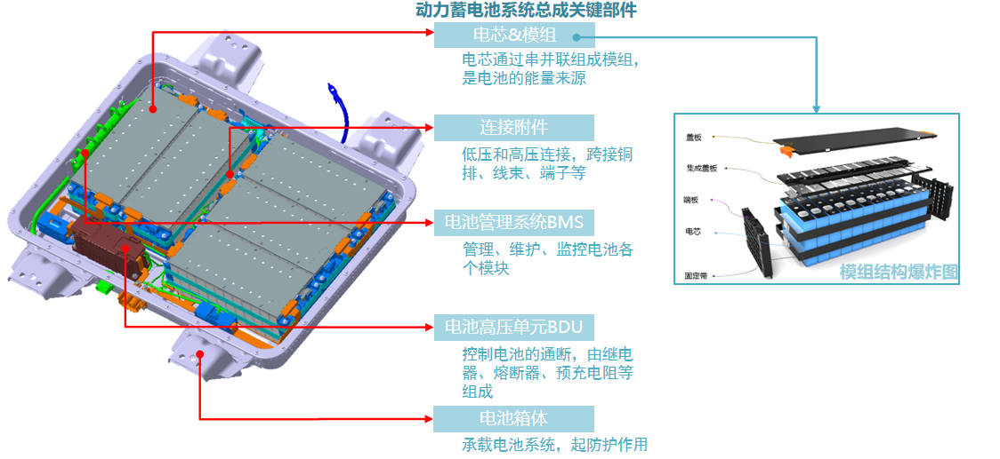 动力蓄电池系统总成关键部件
电芯&模组
电芯通过串并联组成模组，
是电池的能量来源
连接附件
低压和高压连接，跨接铜
排、线束、端子等
电池管理系统BMS
管理、维护、监控电池各
个模块
电池高压单元BDU
控制电池的通断，由继电
器、熔断器、预充电阻等
组成
电池箱体
承载电池系统，起防护作用
盖板
集成盖板
端板
电芯
固定带
模组结构爆炸图